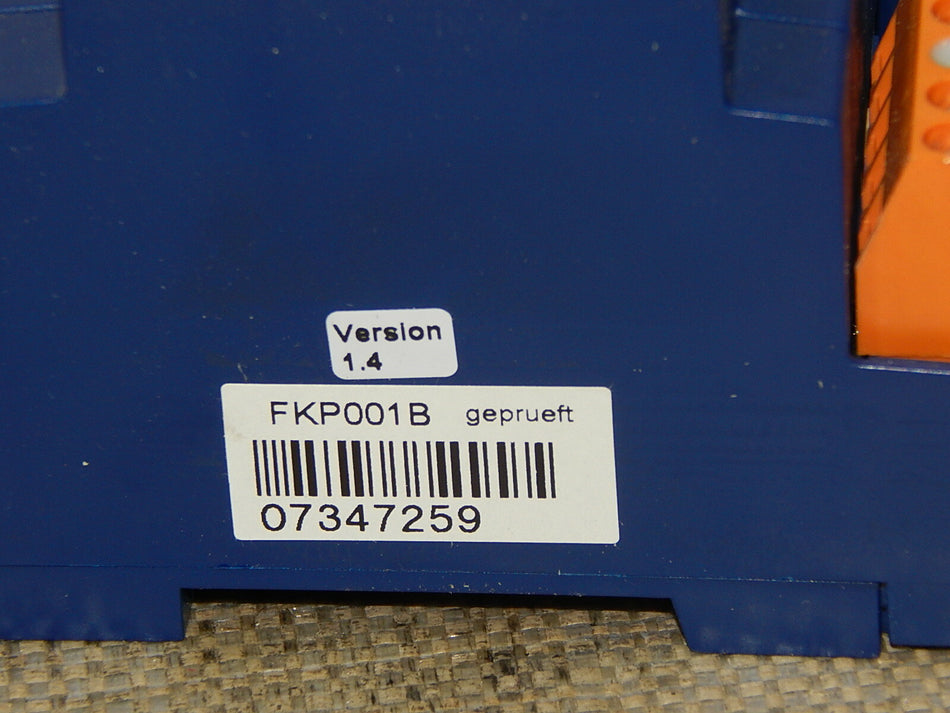 Version
1.4
FKP001B geprueft
07347259